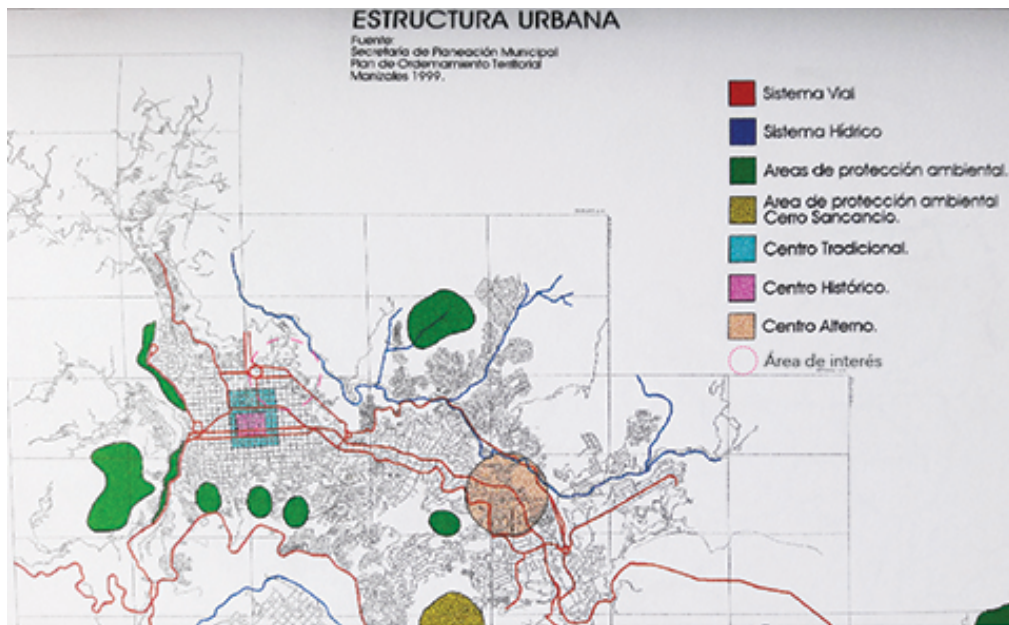 ESTRUCTURA URBANA
Fuente:
Secretaría de Planeación Municipal
Plan de Ordenamiento Territorial
Manizales 1999.
Sistema Vial
Sistema Hídrico
Areas de protección ambiental.
Area de protección ambiental
Cerro Sancancio.
Centro Tradicional.
Centro Histórico.
Centro Alterno.
Área de interés